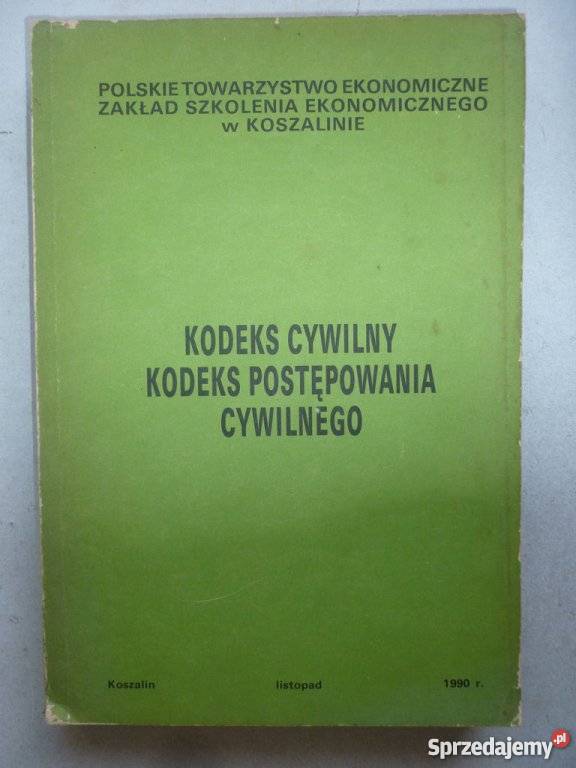 POLSKIE TOWARZYSTWO EKONOMICZNE
ZAKŁAD SZKOLENIA EKONOMICZNEGO
w KOSZALINIE
KODEKS CYWILNY
KODEKS POSTĘPOWANIA
CYWILNEGO
Koszalin listopad 1990 r.
Sprzedajemy.pl